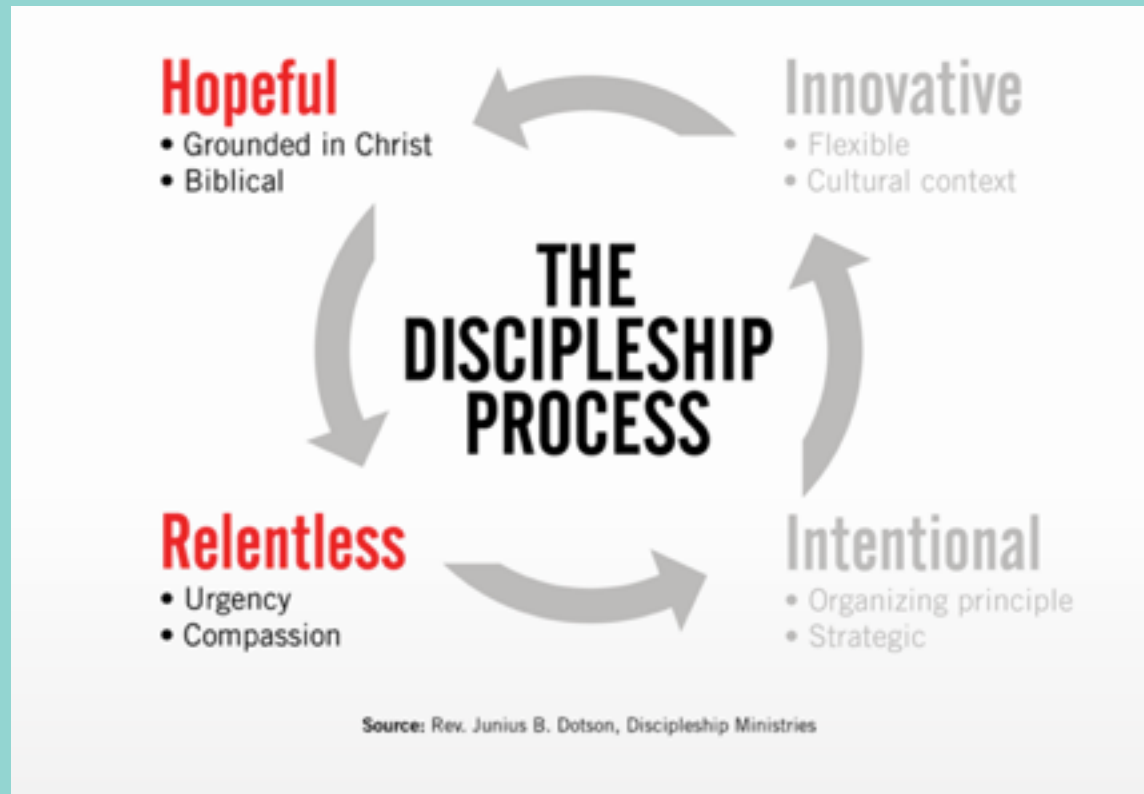 Hopeful
• Grounded in Christ
• Biblical
Innovative
• Flexible
• Cultural context
THE
DISCIPLESHIP
PROCESS
Relentless
• Urgency
• Compassion
Intentional
• Organizing principle
• Strategic
Source: Rev. Junius B. Dotson, Discipleship Ministries